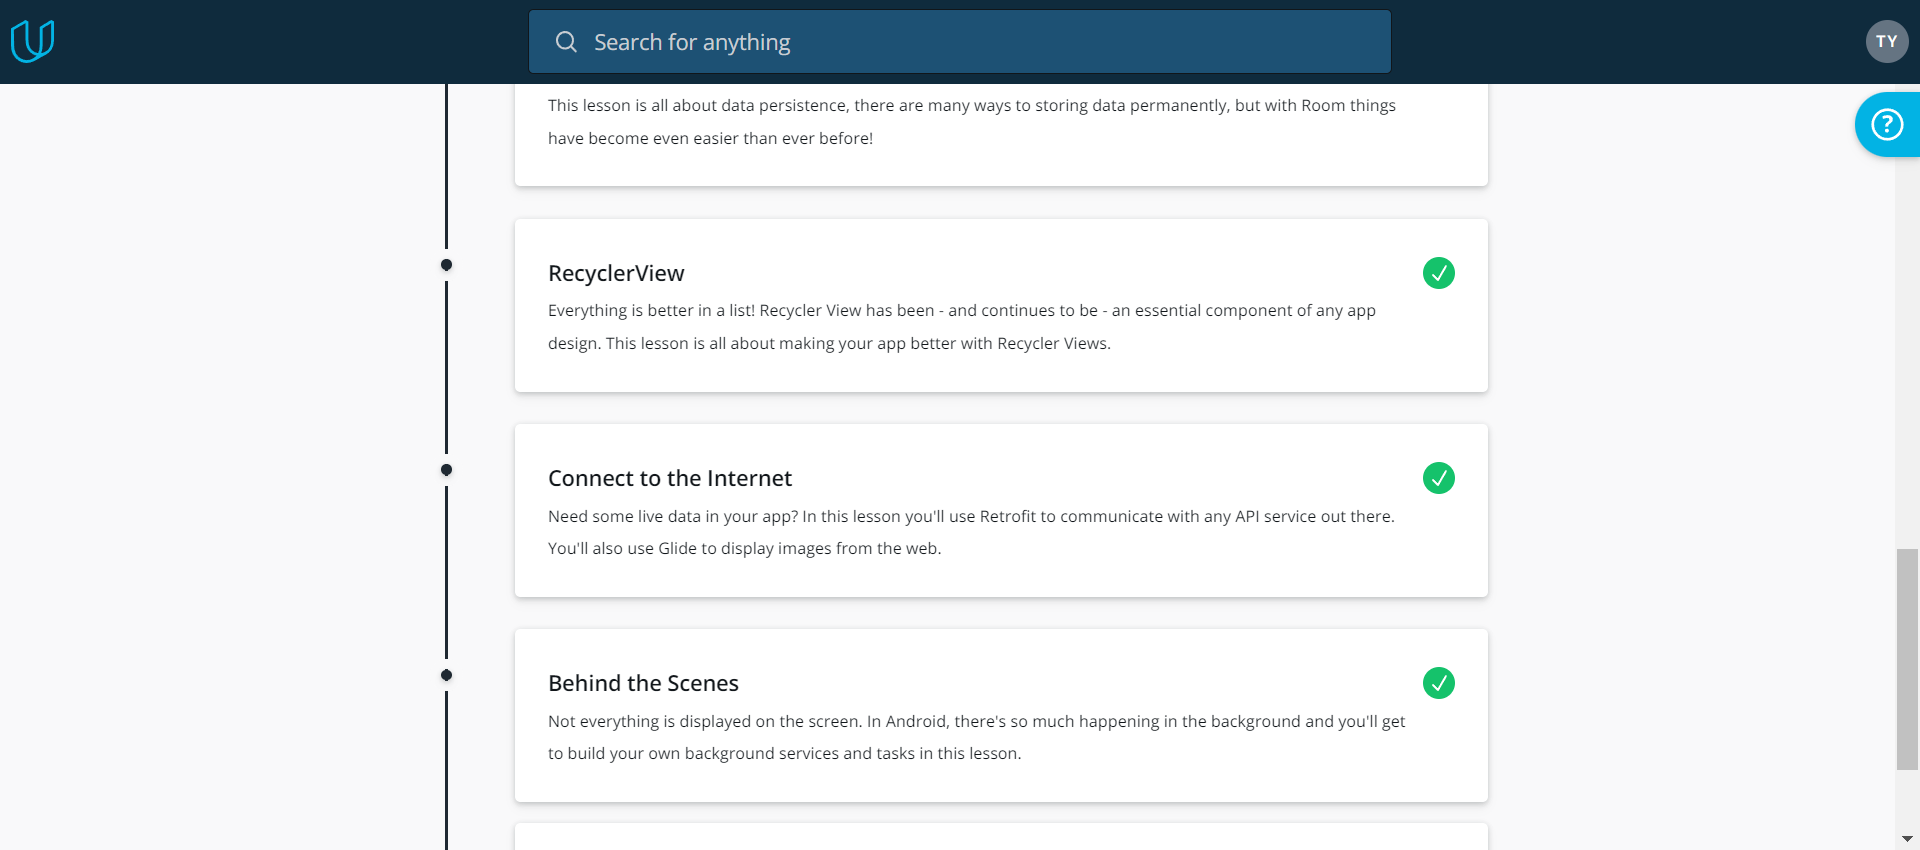 Search for anything
TY
This lesson is all about data persistence, there are many ways to storing data permanently, but with Room things
have become even easier than ever before!
?
RecyclerView
Everything is better in a list! Recycler View has been - and continues to be - an essential component of any app
design. This lesson is all about making your app better with Recycler Views.
Connect to the Internet
Need some live data in your app? In this lesson you'll use Retrofit to communicate with any API service out there.
You'll also use Glide to display images from the web.
Behind the Scenes
Not everything is displayed on the screen. In Android, there's so much happening in the background and you'll get
to build your own background services and tasks in this lesson.